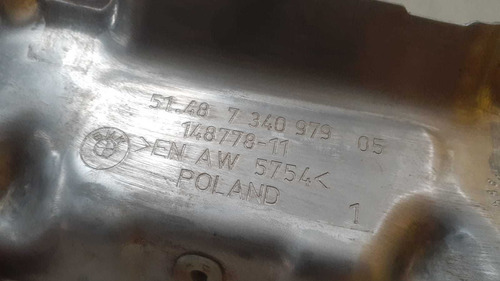 51.48 7 340 979 05
148778-11
>EN AW 5754<
POLAND 1